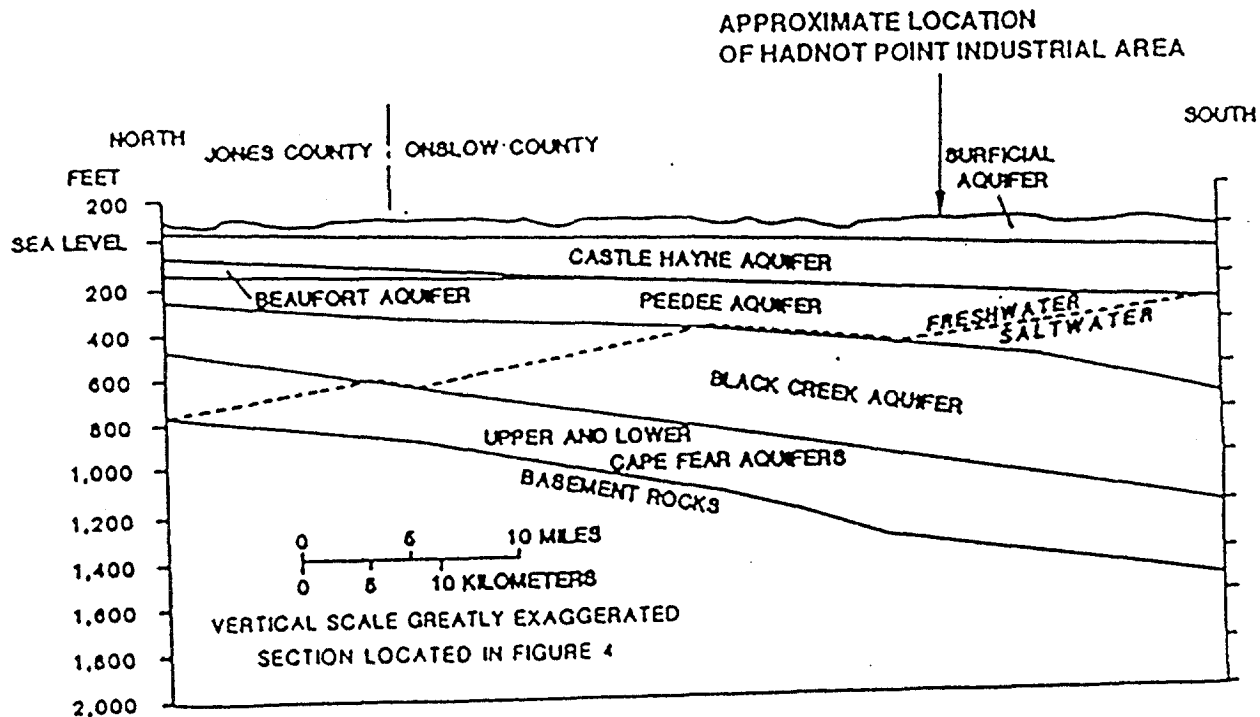 APPROXIMATE LOCATION
OF HADNOT POINT INDUSTRIAL AREA
NORTH
SOUTH
JONES COUNTY
ONSLOW COUNTY
SURFICIAL
AQUIFER
FEET
200
SEA LEVEL
200
400
600
800
1,000
1,200
1,400
1,600
1,800
2,000
CASTLE HAYNE AQUIFER
BEAUFORT AQUIFER
PEEDEE AQUIFER
FRESHWATER
SALTWATER
BLACK CREEK AQUIFER
UPPER AND LOWER
CAPE FEAR AQUIFERS
BASEMENT ROCKS
0 5 10 MILES
0 5 10 KILOMETERS
VERTICAL SCALE GREATLY EXAGGERATED
SECTION LOCATED IN FIGURE 4